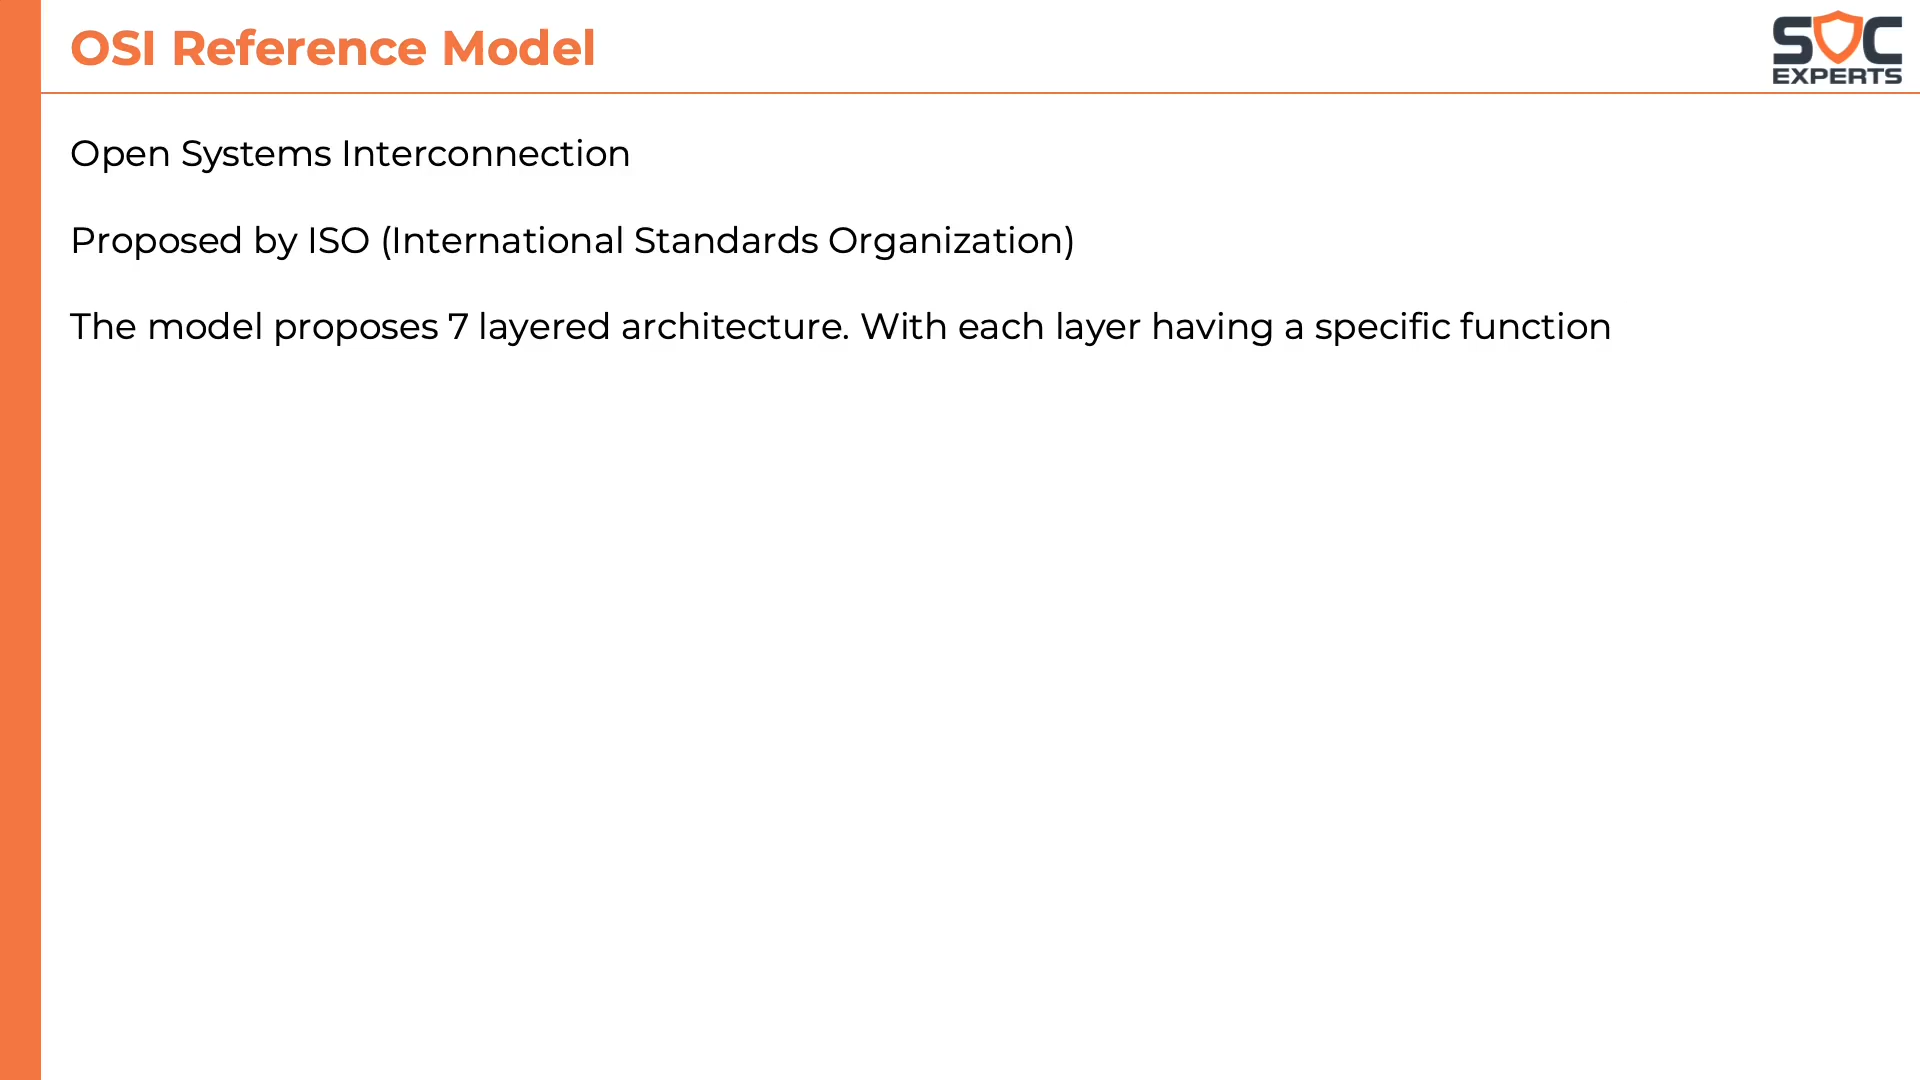 OSI Reference Model
SOC
EXPERTS
Open Systems Interconnection
Proposed by ISO (International Standards Organization)
The model proposes 7 layered architecture. With each layer having a specific function